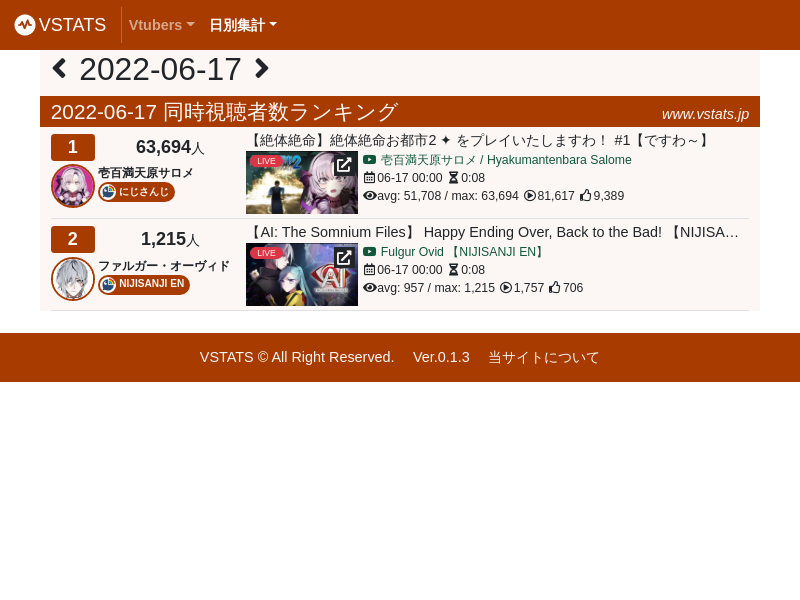 VSTATS Vtubers 日別集計
2022-06-17
2022-06-17 同時視聴者数ランキング www.vstats.jp
1 63,694人
壱百満天原サロメ
にじさんじ
【絶体絶命】絶体絶命お都市2 ✦ をプレイいたしますわ！ #1【ですわ～】
LIVE
壱百満天原サロメ / Hyakumantenbara Salome
06-17 00:00 0:08
avg: 51,708 / max: 63,694 81,617 9,389
2 1,215人
ファルガー・オーヴィド
NIJISANJI EN
【AI: The Somnium Files】 Happy Ending Over, Back to the Bad! 【NIJISA…
LIVE
AI
Fulgur Ovid 【NIJISANJI EN】
06-17 00:00 0:08
avg: 957 / max: 1,215 1,757 706
VSTATS © All Right Reserved. Ver.0.1.3 当サイトについて